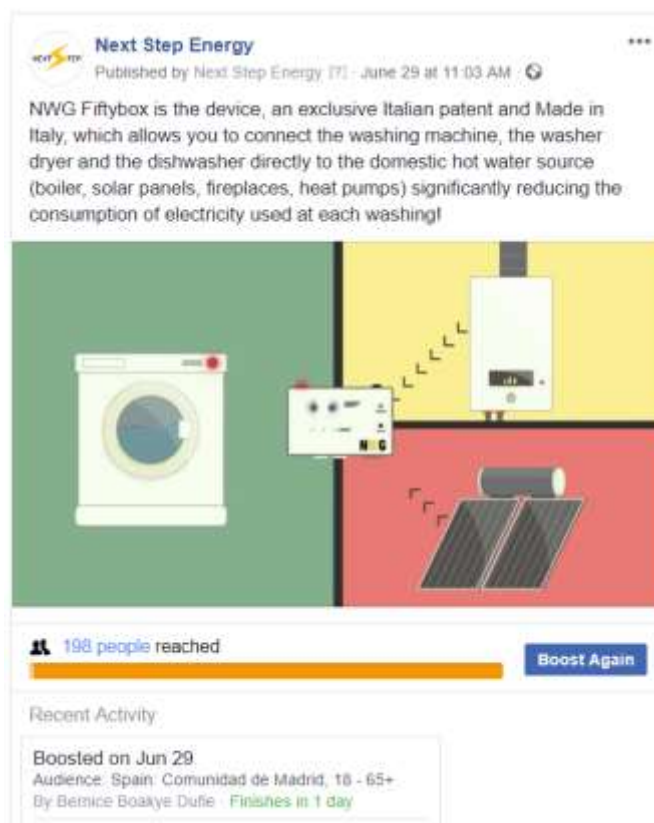 NEXT STEP
Next Step Energy
Published by Next Step Energy [?] · June 29 at 11:03 AM ·
NWG Fiftybox is the device, an exclusive Italian patent and Made in
Italy, which allows you to connect the washing machine, the washer
dryer and the dishwasher directly to the domestic hot water source
(boiler, solar panels, fireplaces, heat pumps) significantly reducing the
consumption of electricity used at each washing!
NWG
198 people reached
Boost Again
Recent Activity
Boosted on Jun 29
Audience: Spain: Comunidad de Madrid, 18 - 65+
By Bernice Boakye Dufie · Finishes in 1 day